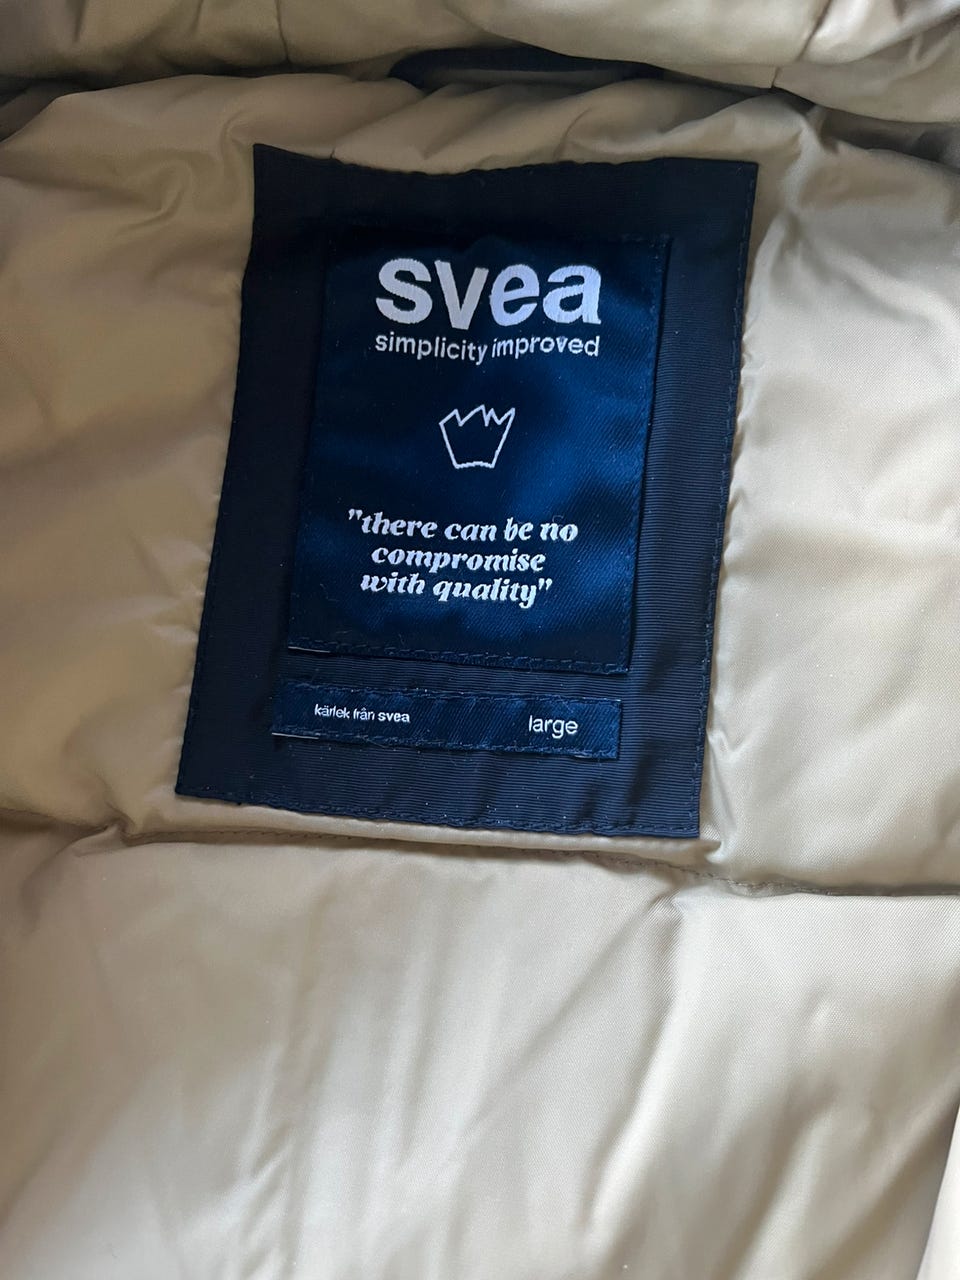 svea
simplicity improved
"there can be no
compromise
with quality"
kärlek från svea
large